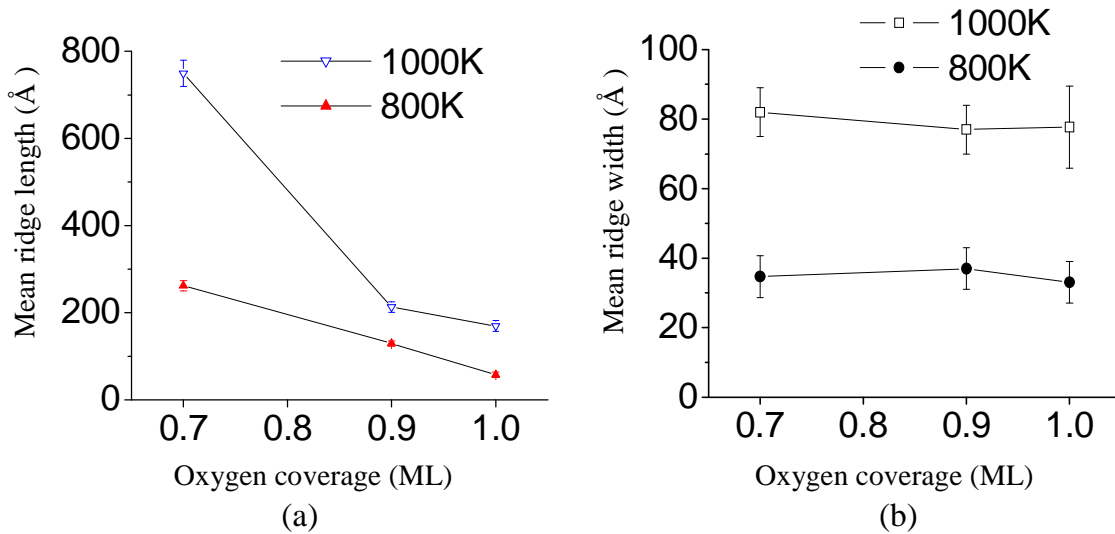 1000K
800K
Mean ridge length (Å )
800
600
400
200
0
0.7 0.8 0.9 1.0
Oxygen coverage (ML)
(a)
1000K
800K
Mean ridge width (Å )
100
80
60
40
20
0
0.7 0.8 0.9 1.0
Oxygen coverage (ML)
(b)